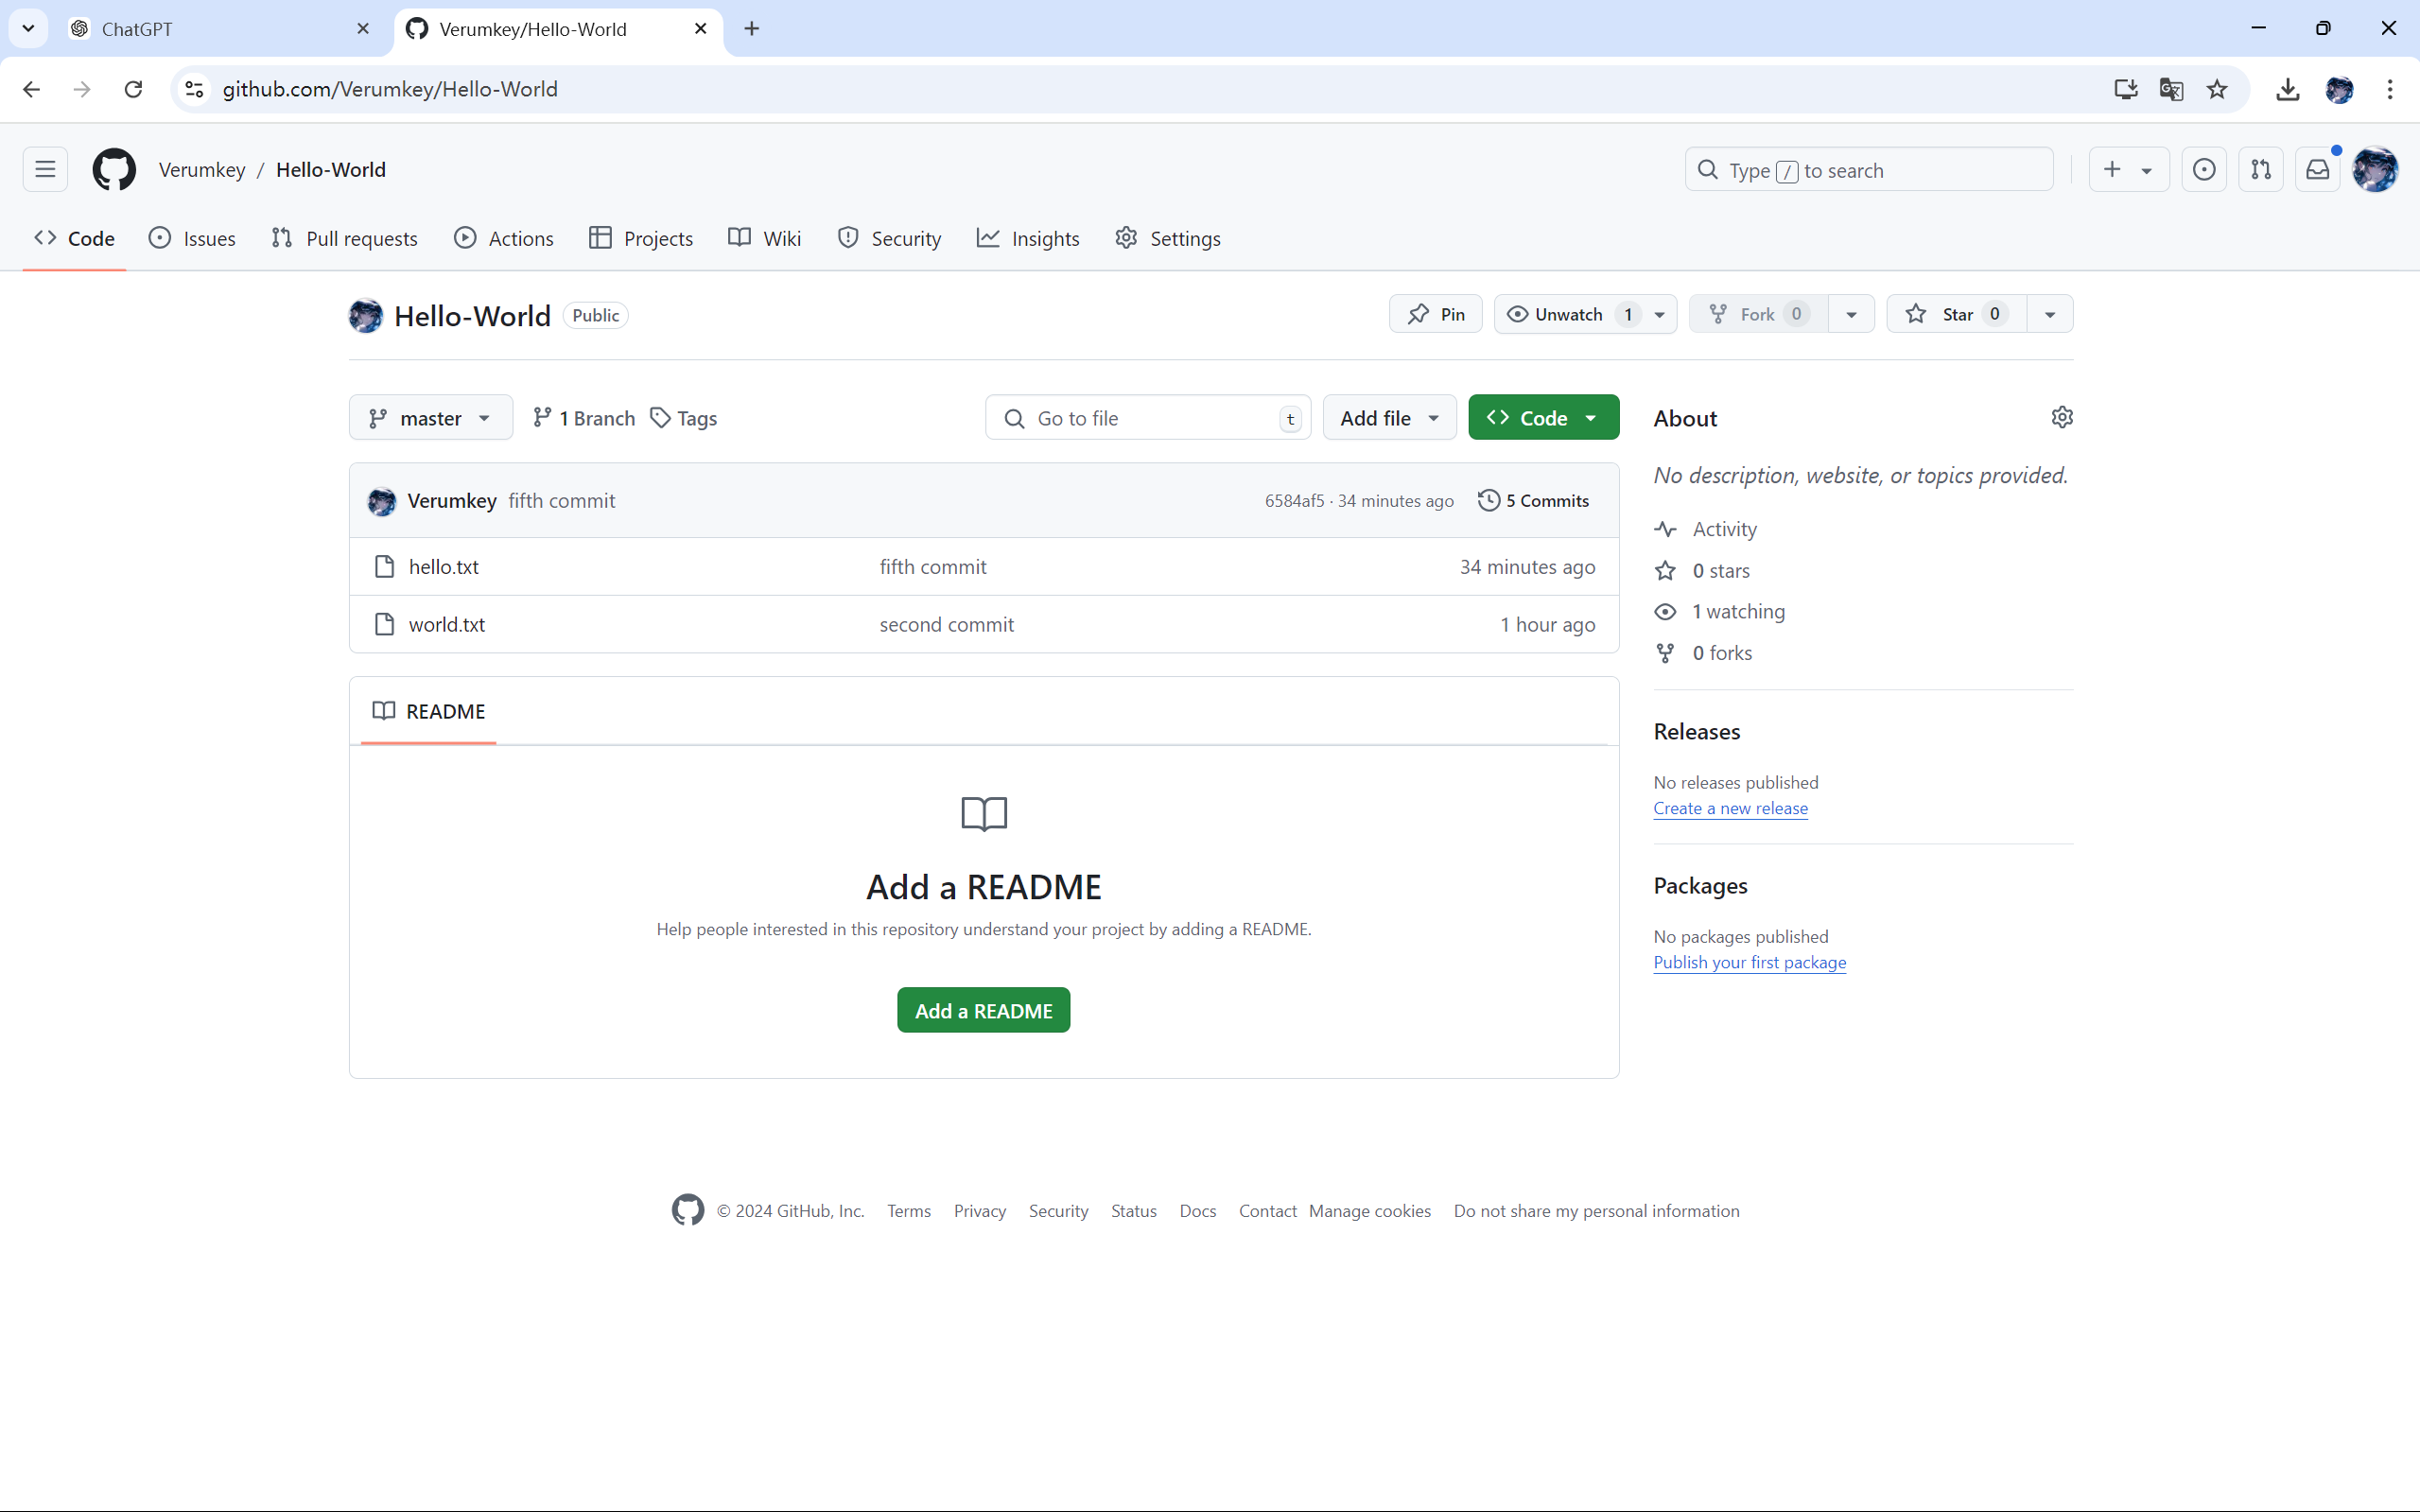 ChatGPT
Verumkey/Hello-World
github.com/Verumkey/Hello-World
Verumkey / Hello-World
Type / to search
Code
Issues
Pull requests
Actions
Projects
Wiki
Security
Insights
Settings
Hello-World Public
Pin
Unwatch 1
Fork 0
Star 0
master
1 Branch
Tags
Go to file t
Add file
Code
Verumkey fifth commit 6584af5 · 34 minutes ago 5 Commits
hello.txt fifth commit 34 minutes ago
world.txt second commit 1 hour ago
README
Add a README
Help people interested in this repository understand your project by adding a README.
Add a README
About
No description, website, or topics provided.
Activity
0 stars
1 watching
0 forks
Releases
No releases published
Create a new release
Packages
No packages published
Publish your first package
© 2024 GitHub, Inc. Terms Privacy Security Status Docs Contact Manage cookies Do not share my personal information